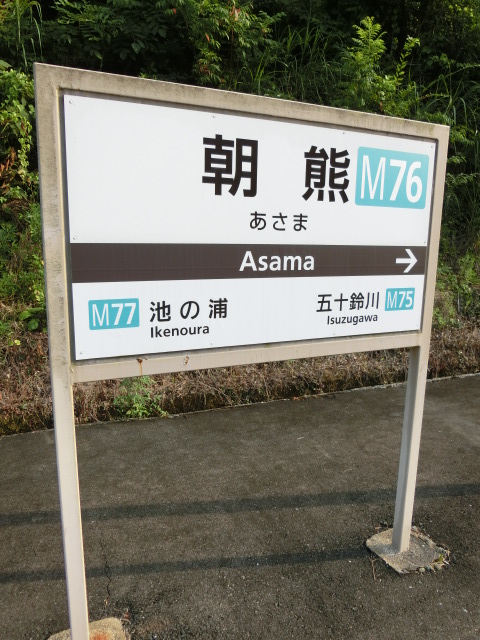 朝熊 M76
あさま
Asama →
M77 池の浦 五十鈴川 M75
Ikenoura Isuzugawa